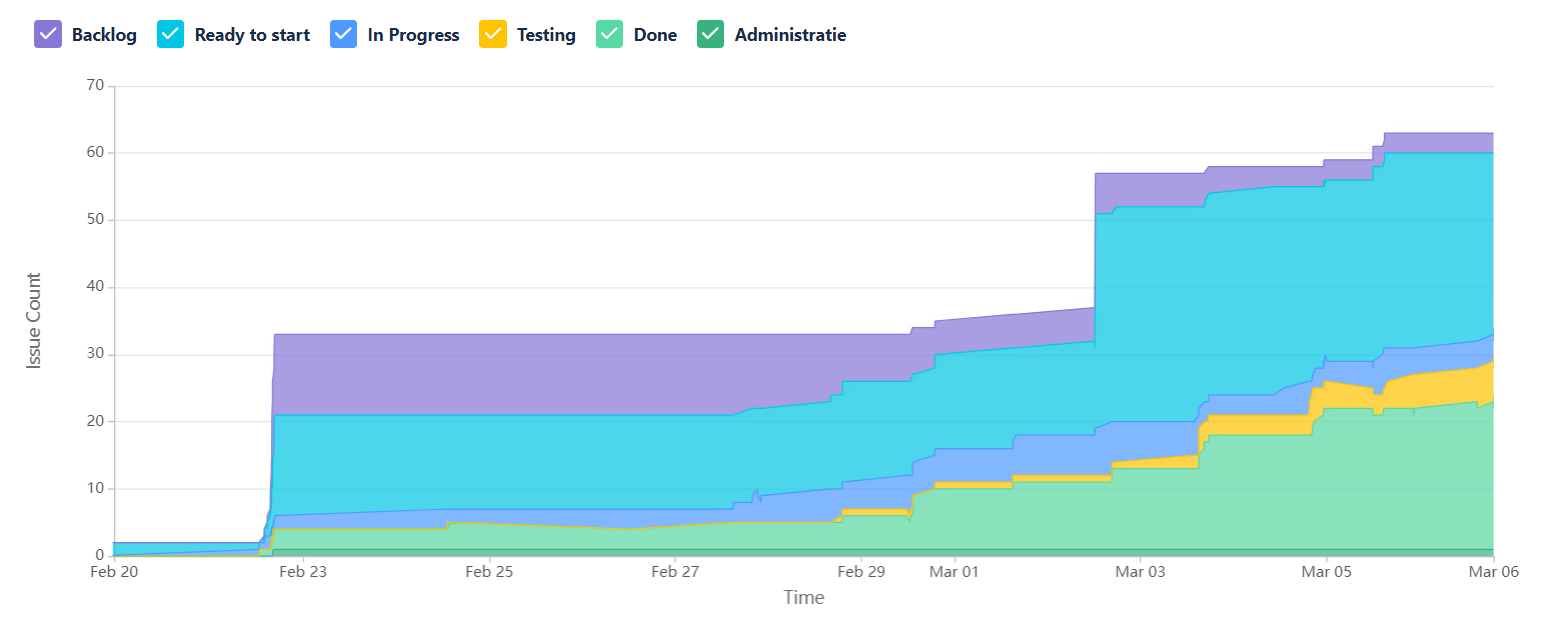 Backlog Ready to start In Progress Testing Done Administratie
70
60
50
40
30
20
10
0
Issue Count
Feb 20 Feb 23 Feb 25 Feb 27 Feb 29 Mar 01 Mar 03 Mar 05 Mar 06
Time